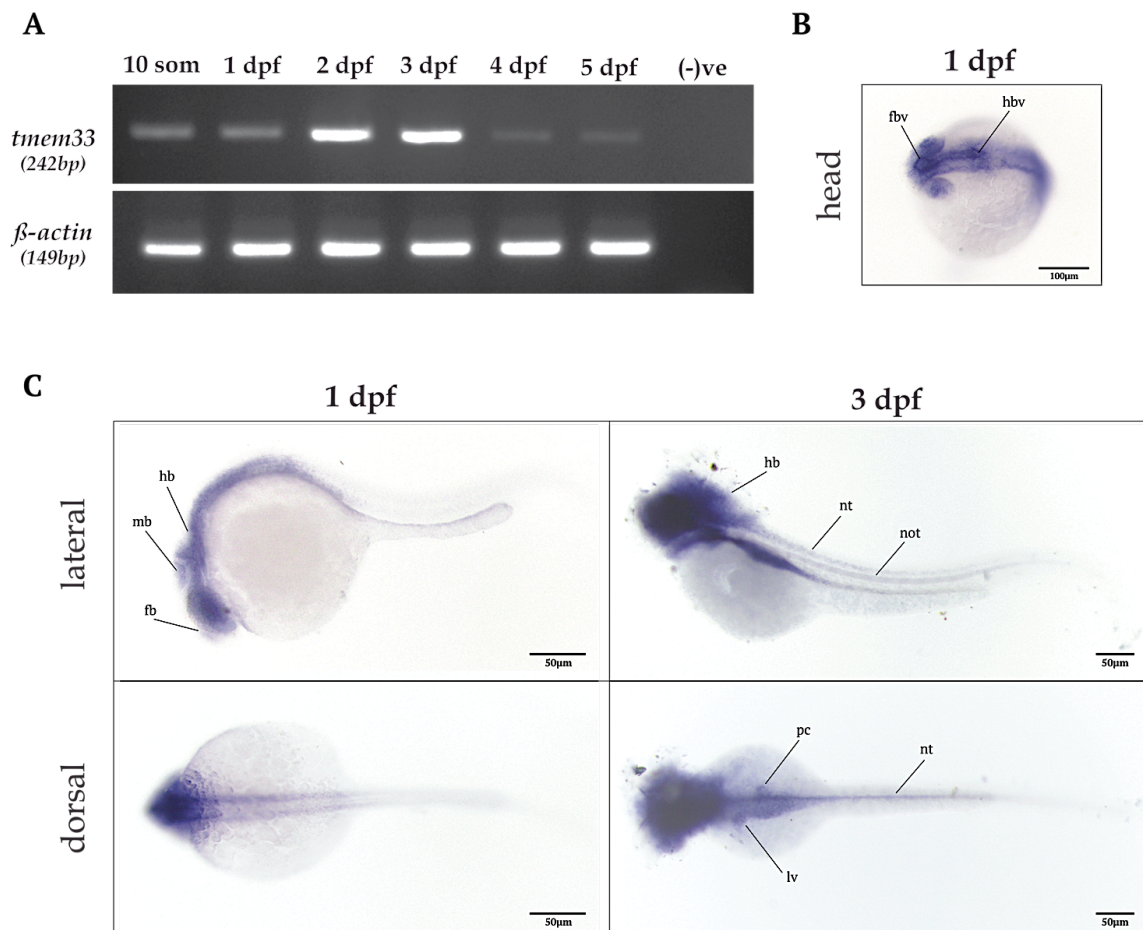 A
10 som 1 dpf 2 dpf 3 dpf 4 dpf 5 dpf (-)ve
tmem33
(242bp)
ß-actin
(149bp)
B
1 dpf
head
fbv
hbv
100µm
C
1 dpf
3 dpf
lateral
hb
mb
fb
50µm
hb
nt
not
50µm
dorsal
50µm
pc
nt
lv
50µm